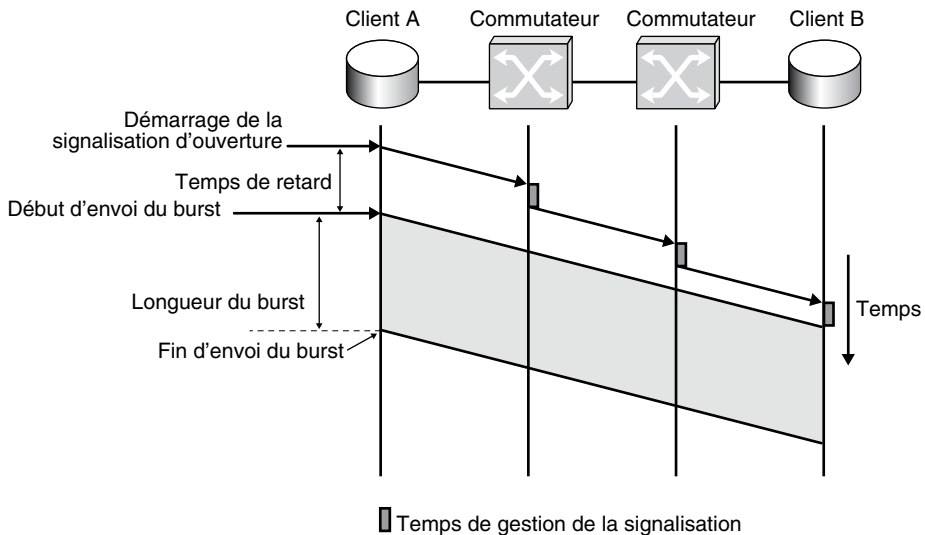 Client A
Commutateur
Commutateur
Client B
Démarrage de la
signalisation d'ouverture
Temps de retard
Début d'envoi du burst
Longueur du burst
Temps
Fin d'envoi du burst
Temps de gestion de la signalisation